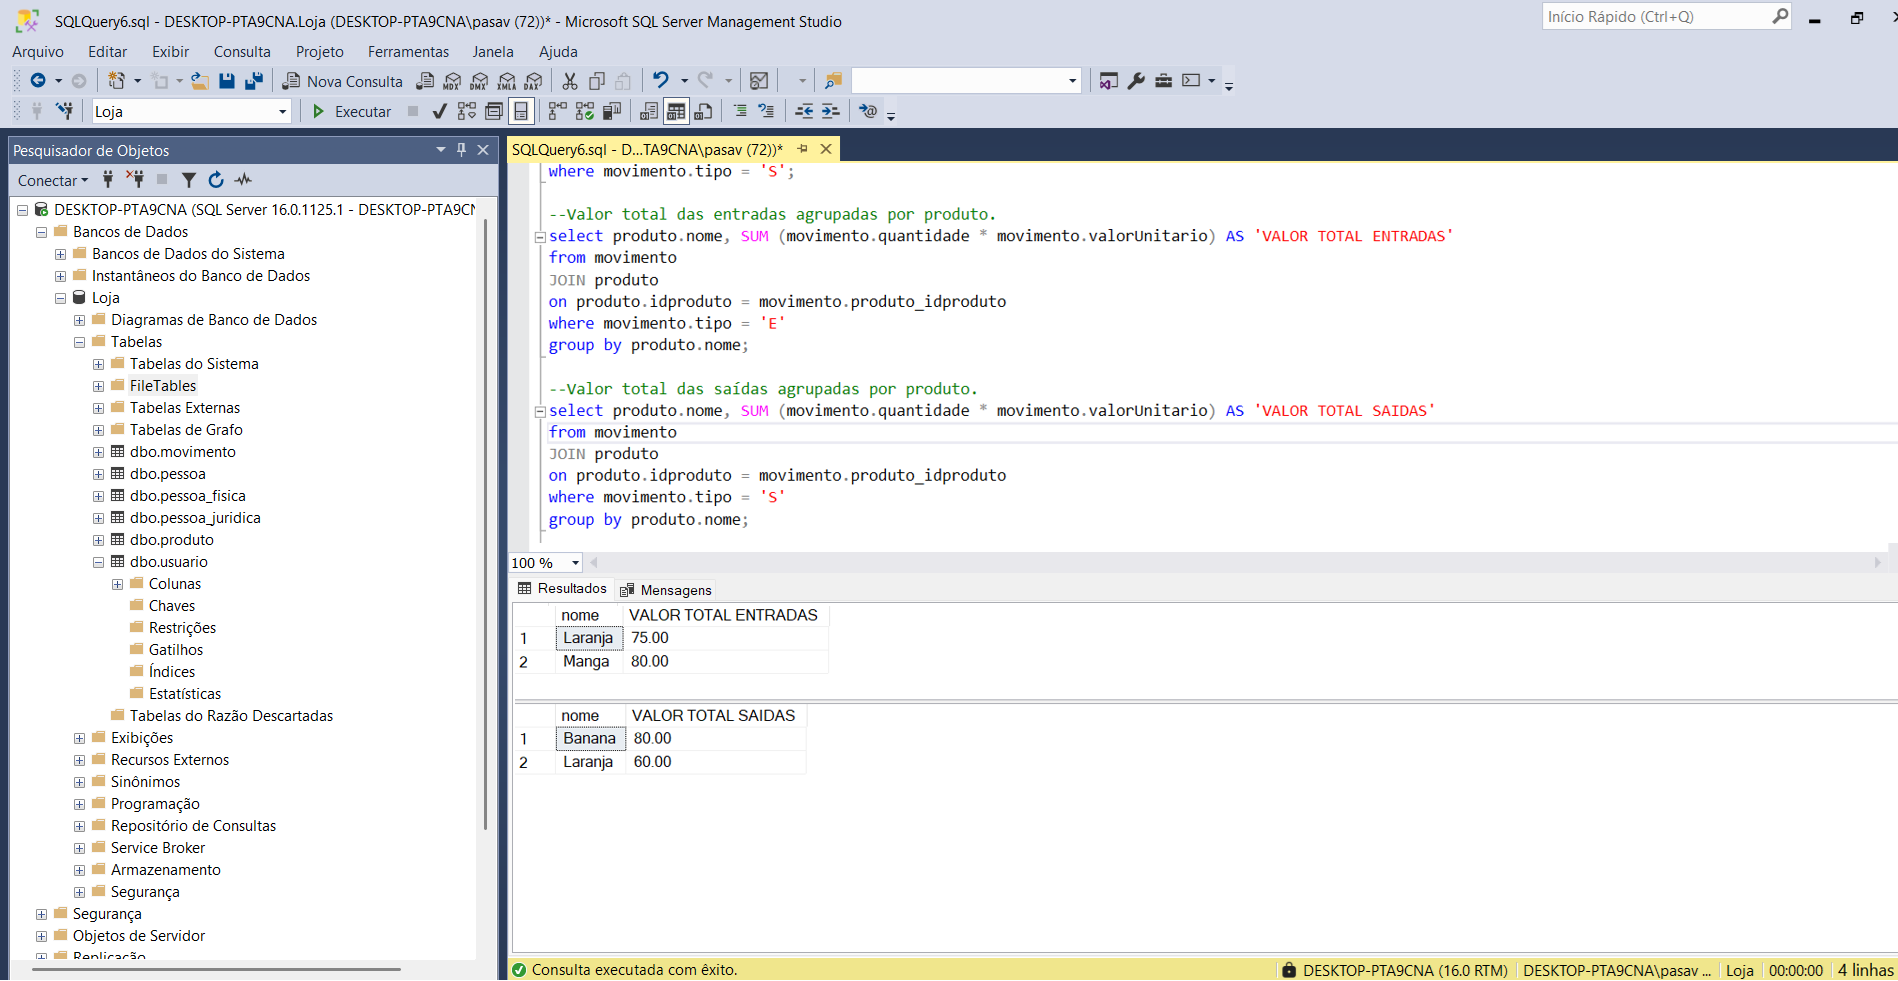 SQLQuery6.sql - DESKTOP-PTA9CNA.Loja (DESKTOP-PTA9CNA\pasav (72))* - Microsoft SQL Server Management Studio
Início Rápido (Ctrl+Q)
Arquivo Editar Exibir Consulta Projeto Ferramentas Janela Ajuda
Nova Consulta MDX DMX XMLA DAX
Loja Executar
Pesquisador de Objetos
Conectar
DESKTOP-PTA9CNA (SQL Server 16.0.1125.1 - DESKTOP-PTA9CN
Bancos de Dados
Bancos de Dados do Sistema
Instantâneos do Banco de Dados
Loja
Diagramas de Banco de Dados
Tabelas
Tabelas do Sistema
FileTables
Tabelas Externas
Tabelas de Grafo
dbo.movimento
dbo.pessoa
dbo.pessoa_fisica
dbo.pessoa_juridica
dbo.produto
dbo.usuario
Colunas
Chaves
Restrições
Gatilhos
Índices
Estatísticas
Tabelas do Razão Descartadas
Exibições
Recursos Externos
Sinônimos
Programação
Repositório de Consultas
Service Broker
Armazenamento
Segurança
Segurança
Objetos de Servidor
Replicação
SQLQuery6.sql - D...TA9CNA\pasav (72))*
where movimento.tipo = 'S';
--Valor total das entradas agrupadas por produto.
select produto.nome, SUM (movimento.quantidade * movimento.valorUnitario) AS 'VALOR TOTAL ENTRADAS'
from movimento
JOIN produto
on produto.idproduto = movimento.produto_idproduto
where movimento.tipo = 'E'
group by produto.nome;
--Valor total das saídas agrupadas por produto.
select produto.nome, SUM (movimento.quantidade * movimento.valorUnitario) AS 'VALOR TOTAL SAIDAS'
from movimento
JOIN produto
on produto.idproduto = movimento.produto_idproduto
where movimento.tipo = 'S'
group by produto.nome;
100 %
Resultados Mensagens
nome VALOR TOTAL ENTRADAS
1 Laranja 75.00
2 Manga 80.00
nome VALOR TOTAL SAIDAS
1 Banana 80.00
2 Laranja 60.00
Consulta executada com êxito. DESKTOP-PTA9CNA (16.0 RTM) DESKTOP-PTA9CNA\pasav ... Loja 00:00:00 4 linhas